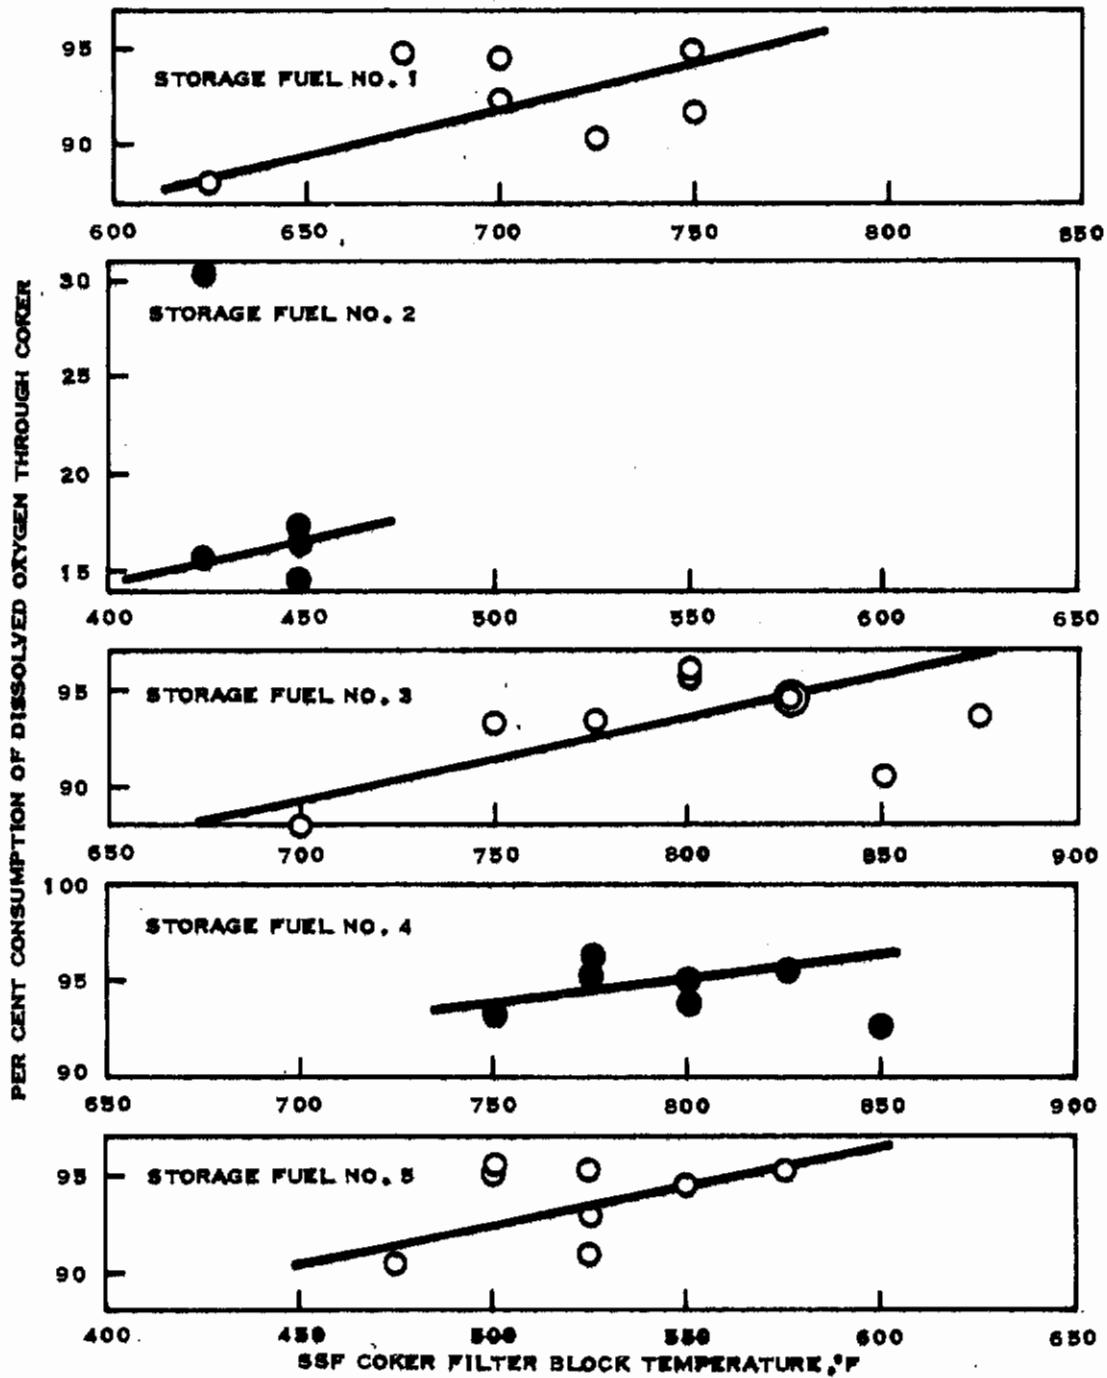 95
STORAGE FUEL NO. 1
90
600 650 700 750 800 850
30
STORAGE FUEL NO. 2
25
20
15
400 450 500 550 600 650
95
STORAGE FUEL NO. 3
90
650 700 750 800 850 900
100
STORAGE FUEL NO. 4
95
90
650 700 750 800 850 900
95
STORAGE FUEL NO. 5
90
400 450 500 550 600 650
SSF COKER FILTER BLOCK TEMPERATURE, °F
PER CENT CONSUMPTION OF DISSOLVED OXYGEN THROUGH COKER